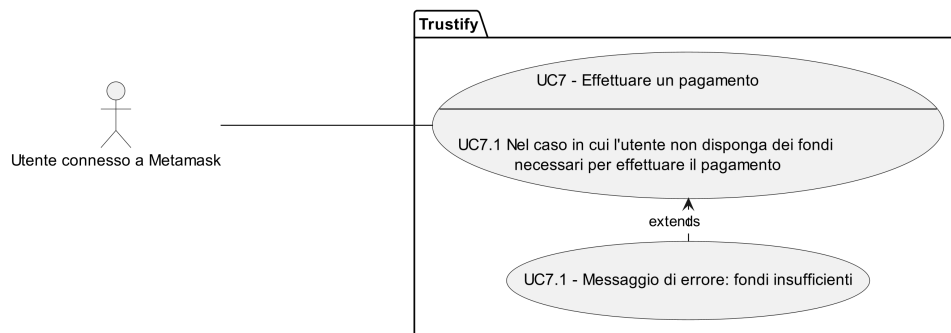 Trustify
UC7 - Effettuare un pagamento
Utente connesso a Metamask
UC7.1 Nel caso in cui l'utente non disponga dei fondi
necessari per effettuare il pagamento
extends
UC7.1 - Messaggio di errore: fondi insufficienti